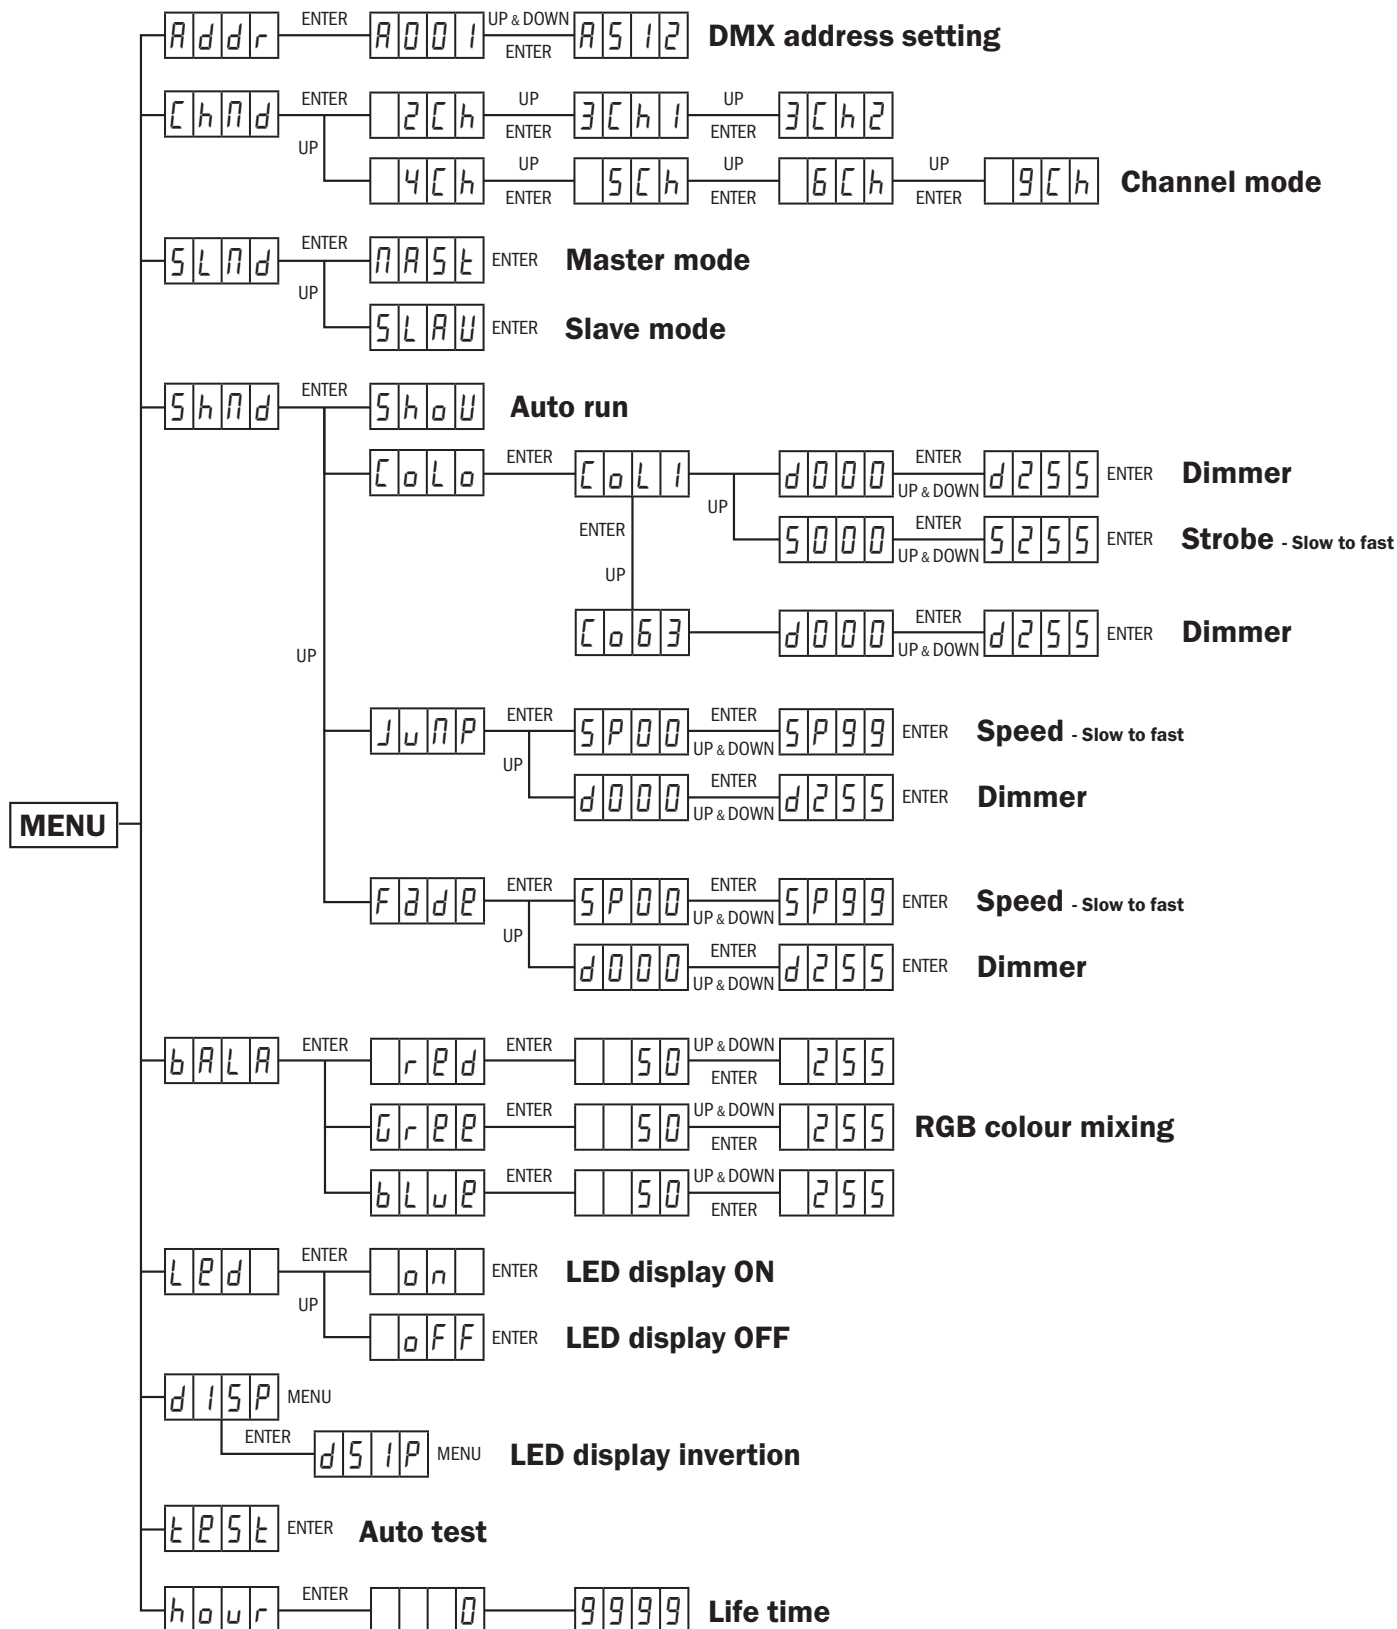 Addr ENTER A001 UP & DOWN ENTER A512 DMX address setting
ChMd ENTER 2Ch UP ENTER 3Ch1 UP ENTER 3Ch2
UP 4Ch UP ENTER 5Ch UP ENTER 6Ch UP ENTER 9Ch Channel mode
SLMd ENTER MASt ENTER Master mode
UP SLAU ENTER Slave mode
ShMd ENTER ShoU Auto run
CoLo ENTER CoL1 d000 ENTER UP & DOWN d255 ENTER Dimmer
UP S000 ENTER UP & DOWN S255 ENTER Strobe - Slow to fast
ENTER
UP
Co63 d000 ENTER UP & DOWN d255 ENTER Dimmer
UP
JuMP ENTER SP00 ENTER UP & DOWN SP99 ENTER Speed - Slow to fast
UP d000 ENTER UP & DOWN d255 ENTER Dimmer
MENU
Fade ENTER SP00 ENTER UP & DOWN SP99 ENTER Speed - Slow to fast
UP d000 ENTER UP & DOWN d255 ENTER Dimmer
bALA ENTER red ENTER 50 UP & DOWN ENTER 255
Gree ENTER 50 UP & DOWN ENTER 255 RGB colour mixing
bLue ENTER 50 UP & DOWN ENTER 255
Led ENTER on ENTER LED display ON
UP oFF ENTER LED display OFF
dISP MENU
ENTER dSIP MENU LED display invertion
teSt ENTER Auto test
hour ENTER 0 9999 Life time